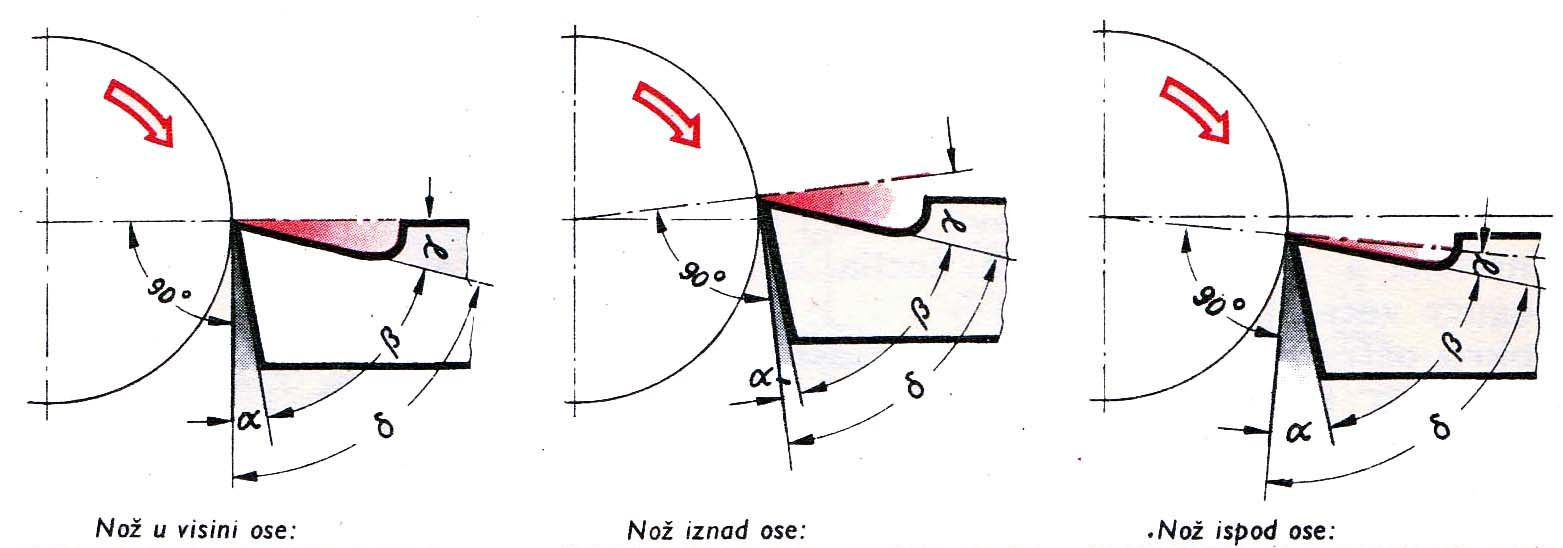 90°
α
β
δ
γ
Nož u visini ose:
90°
α
β
δ
γ
Nož iznad ose:
90°
α
β
δ
γ
Nož ispod ose: